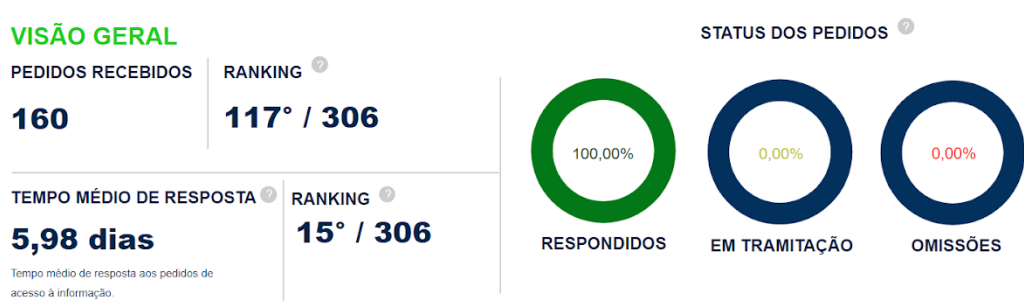 VISÃO GERAL
PEDIDOS RECEBIDOS
160
RANKING ?
117° / 306
TEMPO MÉDIO DE RESPOSTA ?
5,98 dias
Tempo médio de resposta aos pedidos de
acesso à informação.
RANKING ?
15° / 306
STATUS DOS PEDIDOS ?
100,00%
RESPONDIDOS
0,00%
EM TRAMITAÇÃO
0,00%
OMISSÕES